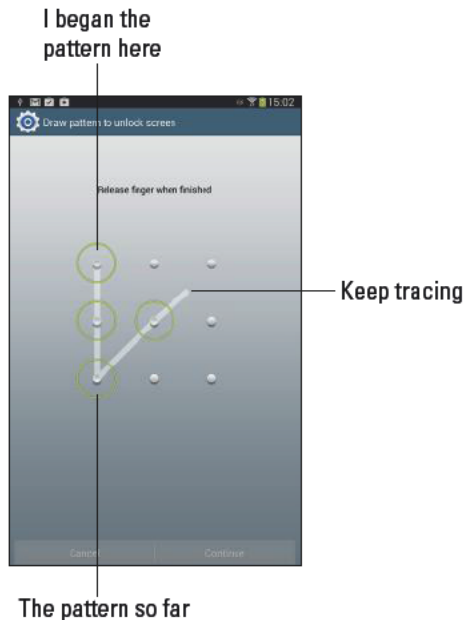 I began the
pattern here
15:02
Draw pattern to unlock screen
Release finger when finished
Keep tracing
Cancel
Continue
The pattern so far